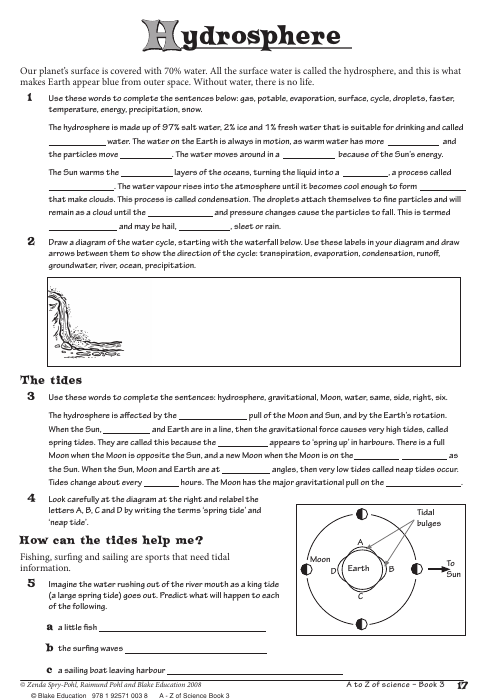 Hydrosphere
Our planet's surface is covered with 70% water. All the surface water is called the hydrosphere, and this is what
makes Earth appear blue from outer space. Without water, there is no life.
1 Use these words to complete the sentences below: gas, potable, evaporation, surface, cycle, droplets, faster,
temperature, energy, precipitation, snow.
The hydrosphere is made up of 97% salt water, 2% ice and 1% fresh water that is suitable for drinking and called
____________ water. The water on the Earth is always in motion, as warm water has more ____________ and
the particles move ____________. The water moves around in a ____________ because of the Sun's energy.
The Sun warms the ____________ layers of the oceans, turning the liquid into a ____________, a process called
____________. The water vapour rises into the atmosphere until it becomes cool enough to form ____________
that make clouds. This process is called condensation. The droplets attach themselves to fine particles and will
remain as a cloud until the ____________ and pressure changes cause the particles to fall. This is termed
____________ and may be hail, ____________, sleet or rain.
2 Draw a diagram of the water cycle, starting with the waterfall below. Use these labels in your diagram and draw
arrows between them to show the direction of the cycle: transpiration, evaporation, condensation, runoff,
groundwater, river, ocean, precipitation.
The tides
3 Use these words to complete the sentences: hydrosphere, gravitational, Moon, water, same, side, right, six.
The hydrosphere is affected by the ____________ pull of the Moon and Sun, and by the Earth's rotation.
When the Sun, ____________ and Earth are in a line, then the gravitational force causes very high tides, called
spring tides. They are called this because the ____________ appears to 'spring up' in harbours. There is a full
Moon when the Moon is opposite the Sun, and a new Moon when the Moon is on the ____________ ____________ as
the Sun. When the Sun, Moon and Earth are at ____________ angles, then very low tides called neap tides occur.
Tides change about every ____________ hours. The Moon has the major gravitational pull on the ____________.
4 Look carefully at the diagram at the right and relabel the
letters A, B, C and D by writing the terms 'spring tide' and
'neap tide'.
Tidal
bulges
A
Moon
D
Earth
B
To
Sun
C
How can the tides help me?
Fishing, surfing and sailing are sports that need tidal
information.
5 Imagine the water rushing out of the river mouth as a king tide
(a large spring tide) goes out. Predict what will happen to each
of the following.
a a little fish ____________
b the surfing waves ____________
c a sailing boat leaving harbour ____________
© Zenda Spry-Pohl, Raimund Pohl and Blake Education 2008 A to Z of science – Book 3 17
© Blake Education 978 1 92571 003 8 A - Z of Science Book 3